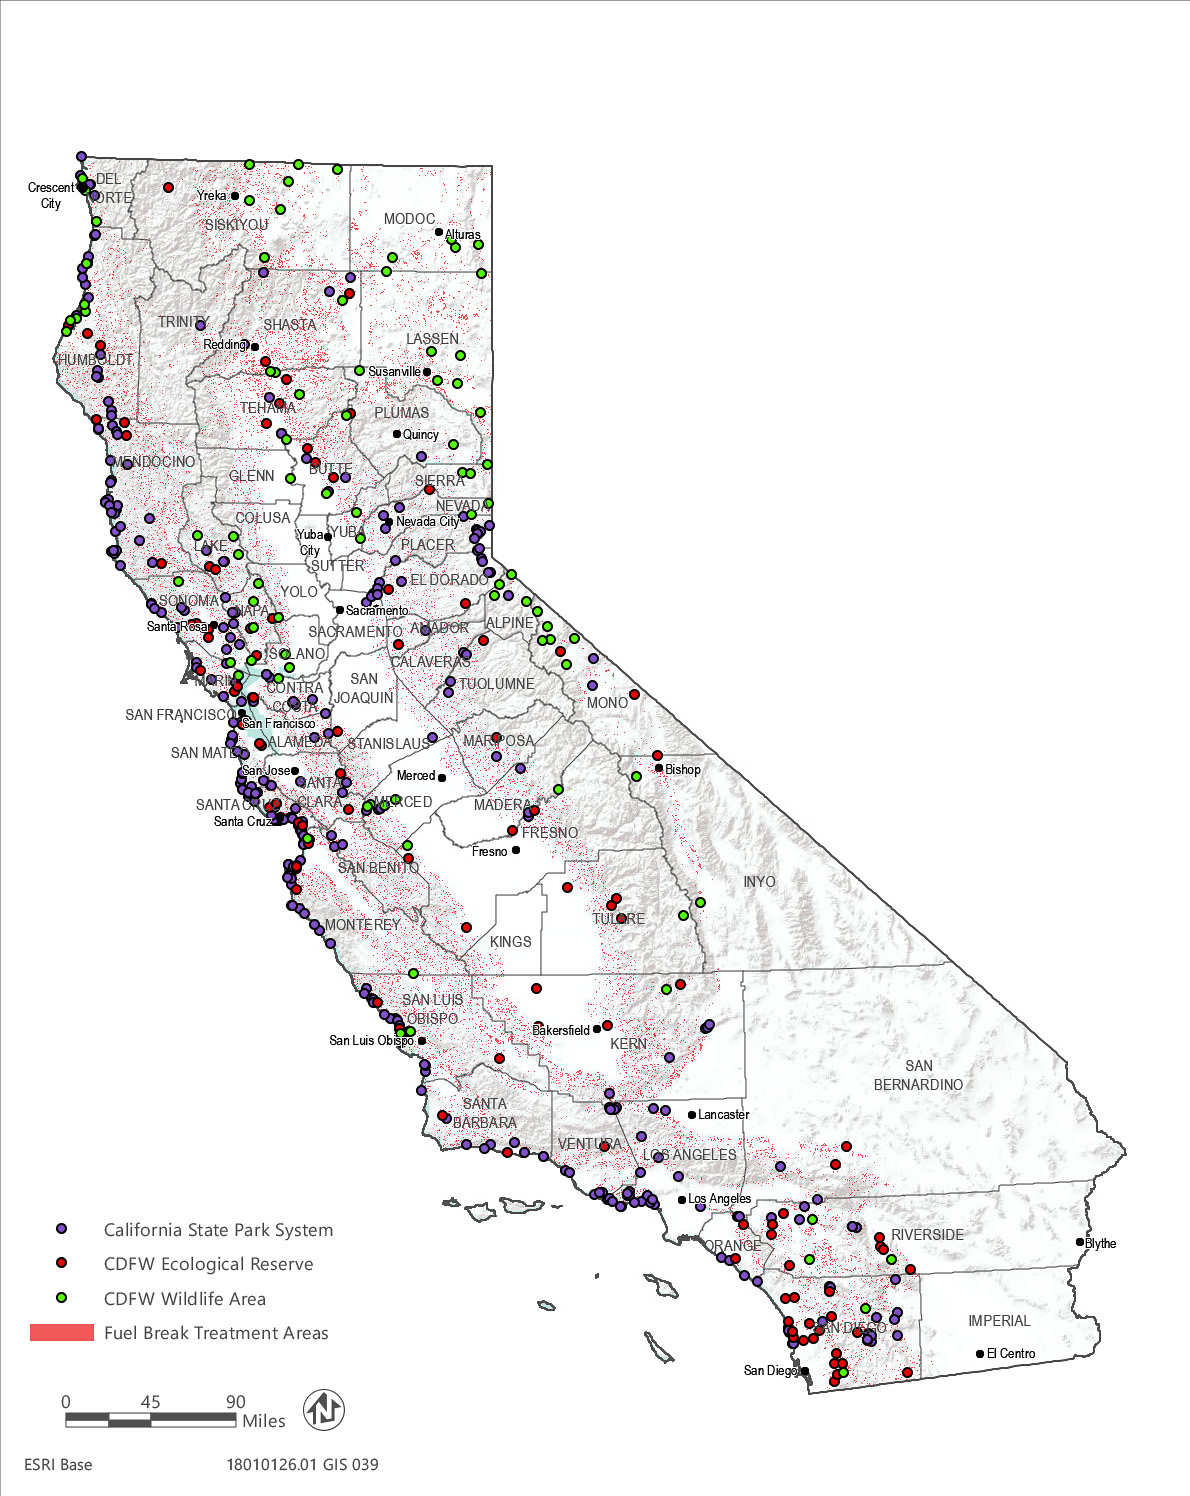 DEL
NORTE
Crescent
City
Yreka
SISKIYOU
MODOC
Alturas
TRINITY
SHASTA
Redding
HUMBOLDT
LASSEN
Susanville
TEHAMA
PLUMAS
Quincy
MENDOCINO
GLENN
BUTTE
SIERRA
NEVADA
COLUSA
Nevada City
YUBA
Yuba
City
LAKE
PLACER
SUTTER
YOLO
EL DORADO
SONOMA
NAPA
Sacramento
Santa Rosa
SACRAMENTO
AMADOR
ALPINE
SOLANO
CALAVERAS
MARIN
CONTRA
COSTA
SAN
JOAQUIN
TUOLUMNE
MONO
SAN FRANCISCO
San Francisco
ALAMEDA
STANISLAUS
MARIPOSA
SAN MATEO
San Jose
Merced
Bishop
SANTA
CLARA
SANTA CRUZ
MERCED
MADERA
Santa Cruz
FRESNO
Fresno
SAN BENITO
INYO
MONTEREY
TULARE
KINGS
SAN LUIS
OBISPO
San Luis Obispo
Bakersfield
KERN
SAN
BERNARDINO
SANTA
BARBARA
Lancaster
VENTURA
LOS ANGELES
Los Angeles
California State Park System
RIVERSIDE
ORANGE
Blythe
CDFW Ecological Reserve
CDFW Wildlife Area
Fuel Break Treatment Areas
SAN DIEGO
IMPERIAL
El Centro
San Diego
0 45 90
Miles
N
ESRI Base 18010126.01 GIS 039